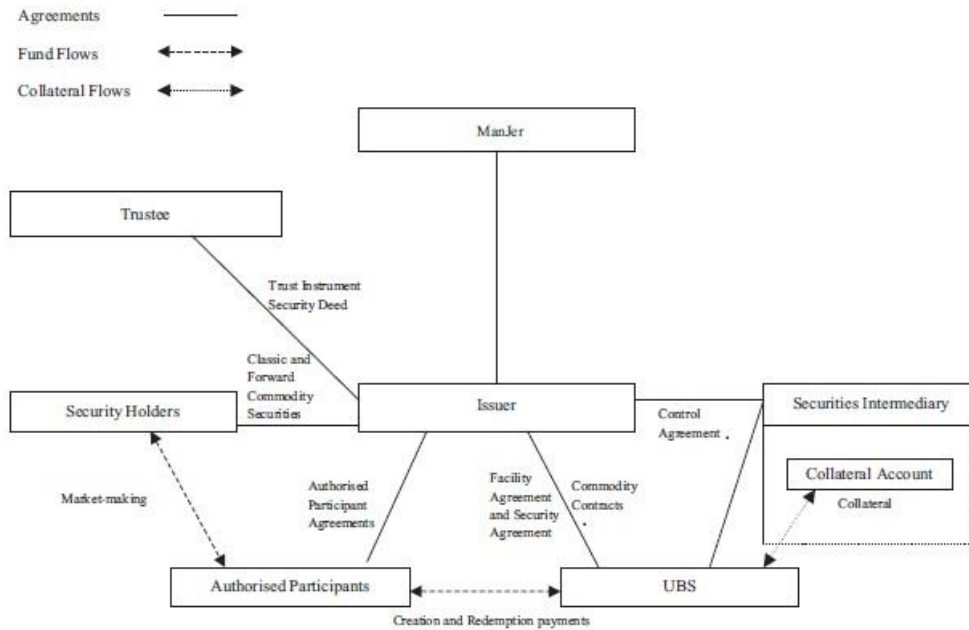 Agreements
Fund Flows
Collateral Flows
ManJer
Trustee
Trust Instrument
Security Deed
Classic and
Forward
Commodity
Securities
Security Holders
Issuer
Securities Intermediary
Control
Agreement
Collateral Account
Collateral
Market-making
Authorised
Participant
Agreements
Facility
Agreement
and Security
Agreement
Commodity
Contracts
Authorised Participants
UBS
Creation and Redemption payments